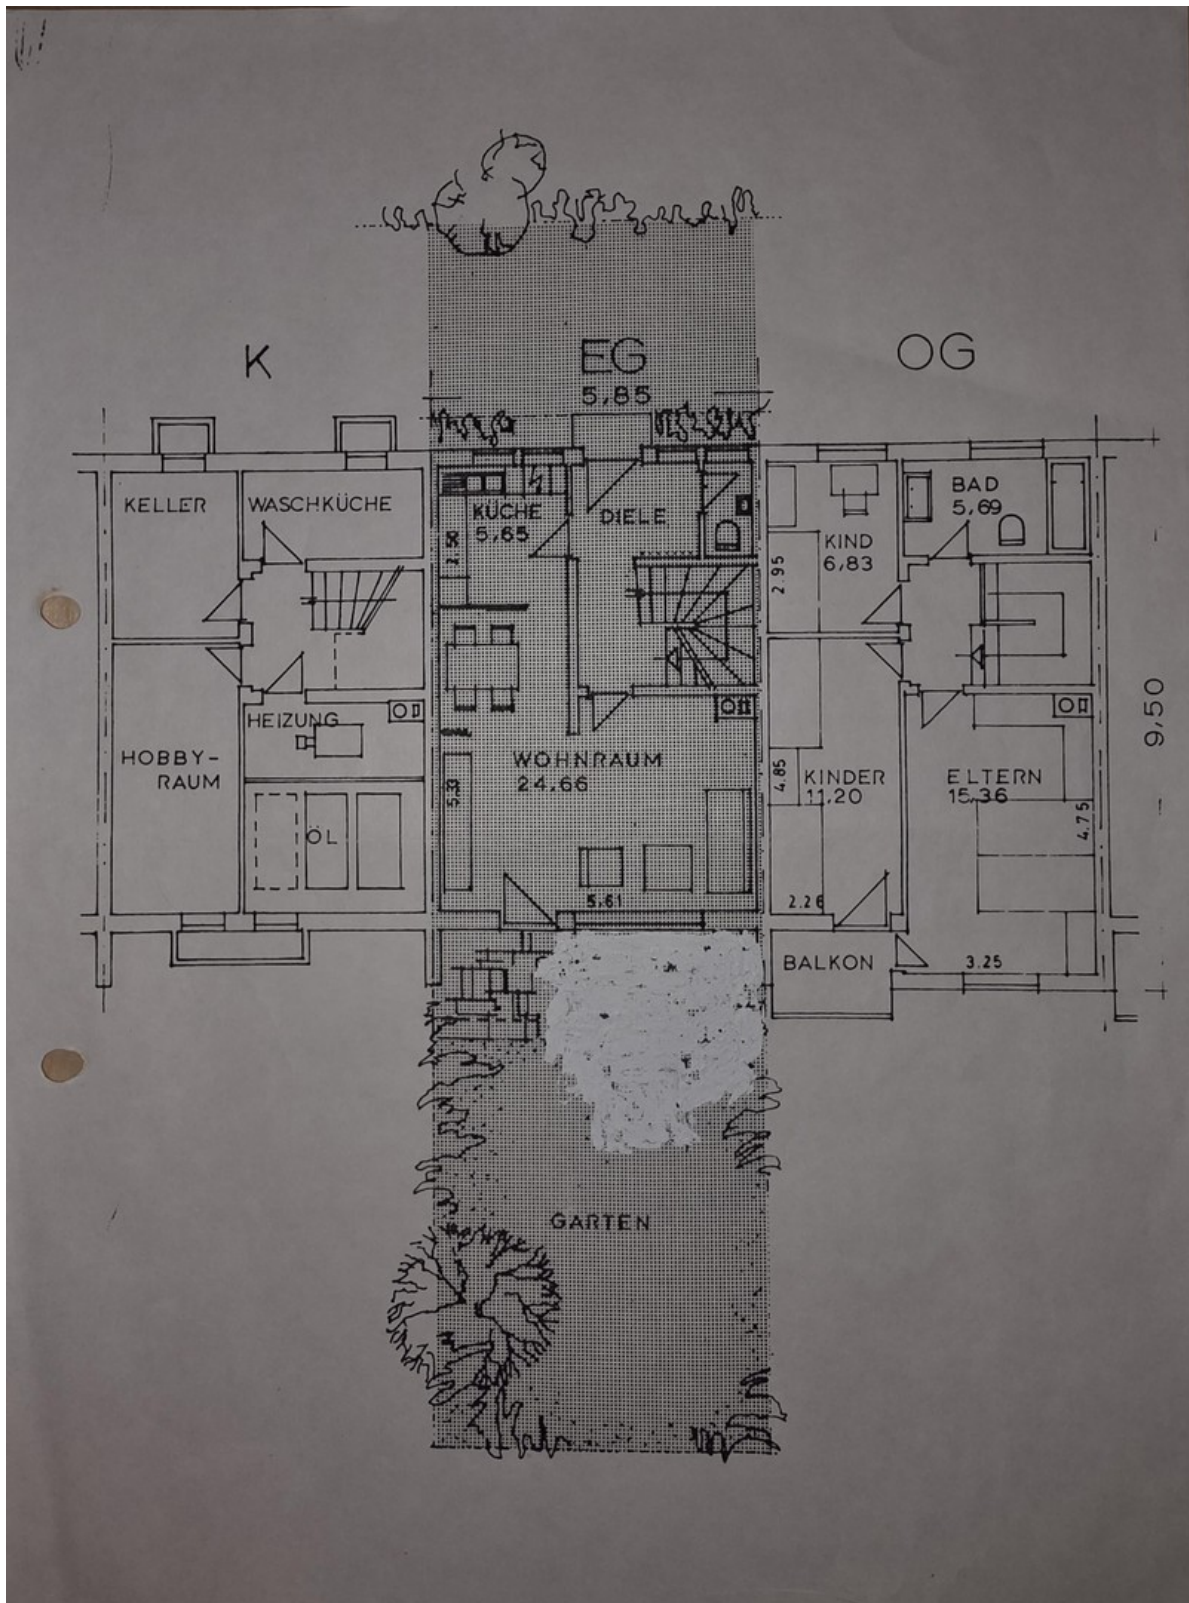 K
EG
5,85
OG
KELLER
WASCHKÜCHE
HEIZUNG
HOBBY-
RAUM
ÖL
KÜCHE
5,65
2.50
DIELE
WOHNRAUM
24,66
5.33
5.61
KIND
6,83
2.95
BAD
5,69
KINDER
11,20
4.85
2.26
ELTERN
15,36
4.75
3.25
BALKON
9,50
GARTEN